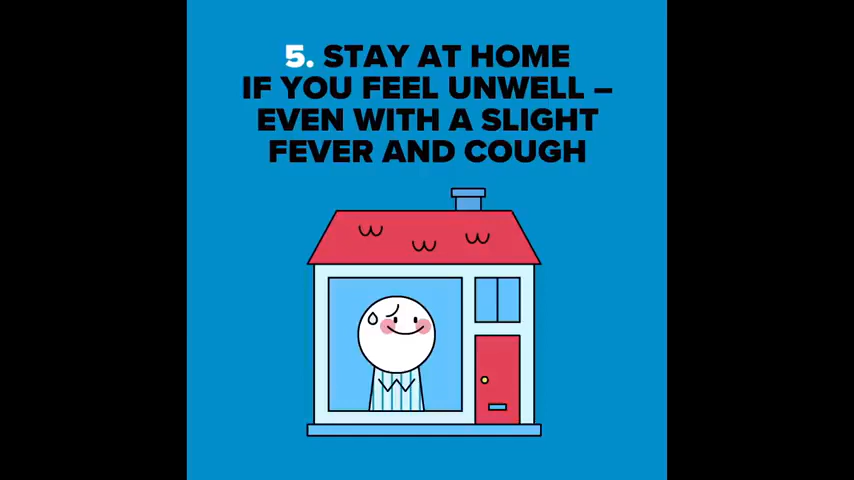 5. STAY AT HOME
IF YOU FEEL UNWELL –
EVEN WITH A SLIGHT
FEVER AND COUGH